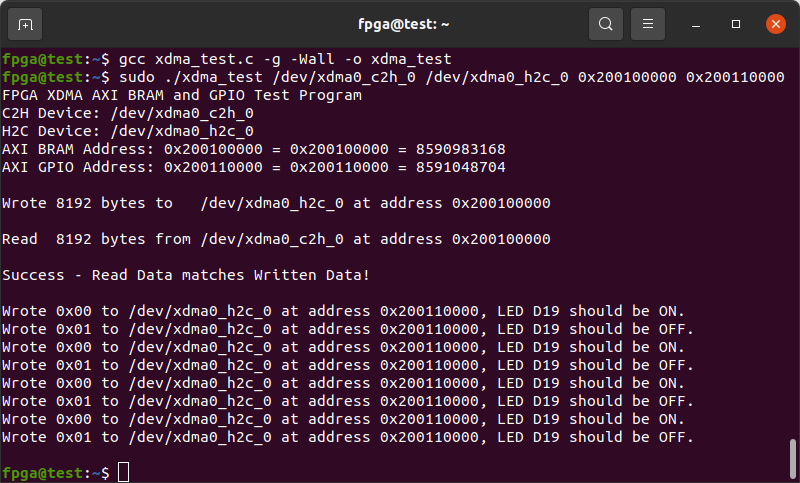 fpga@test: ~
fpga@test:~$ gcc xdma_test.c -g -Wall -o xdma_test
fpga@test:~$ sudo ./xdma_test /dev/xdma0_c2h_0 /dev/xdma0_h2c_0 0x200100000 0x200110000
FPGA XDMA AXI BRAM and GPIO Test Program
C2H Device: /dev/xdma0_c2h_0
H2C Device: /dev/xdma0_h2c_0
AXI BRAM Address: 0x200100000 = 0x200100000 = 8590983168
AXI GPIO Address: 0x200110000 = 0x200110000 = 8591048704
Wrote 8192 bytes to   /dev/xdma0_h2c_0 at address 0x200100000
Read  8192 bytes from /dev/xdma0_c2h_0 at address 0x200100000
Success - Read Data matches Written Data!
Wrote 0x00 to /dev/xdma0_h2c_0 at address 0x200110000, LED D19 should be ON.
Wrote 0x01 to /dev/xdma0_h2c_0 at address 0x200110000, LED D19 should be OFF.
Wrote 0x00 to /dev/xdma0_h2c_0 at address 0x200110000, LED D19 should be ON.
Wrote 0x01 to /dev/xdma0_h2c_0 at address 0x200110000, LED D19 should be OFF.
Wrote 0x00 to /dev/xdma0_h2c_0 at address 0x200110000, LED D19 should be ON.
Wrote 0x01 to /dev/xdma0_h2c_0 at address 0x200110000, LED D19 should be OFF.
Wrote 0x00 to /dev/xdma0_h2c_0 at address 0x200110000, LED D19 should be ON.
Wrote 0x01 to /dev/xdma0_h2c_0 at address 0x200110000, LED D19 should be OFF.
fpga@test:~$